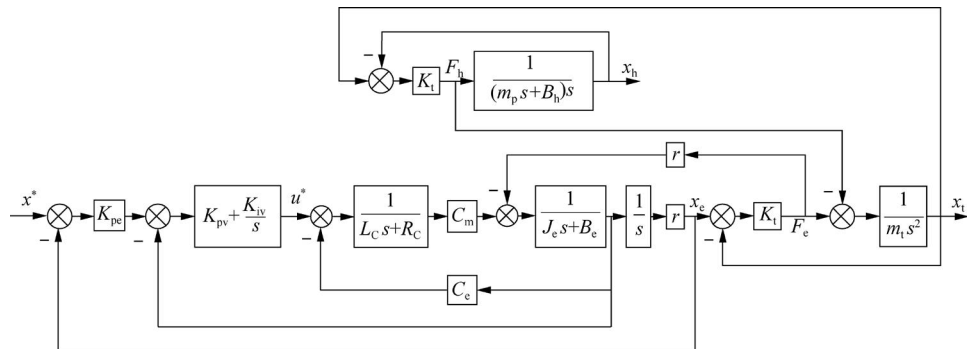 −
K_t
F_h
1
(m_p s+B_h)s
x_h
−
r
x*
−
K_pe
−
K_pv+K_iv/s
u*
−
1
L_C s+R_C
C_m
−
1
J_e s+B_e
1
s
r
x_e
−
K_t
F_e
−
1
m_t s²
x_t
C_e